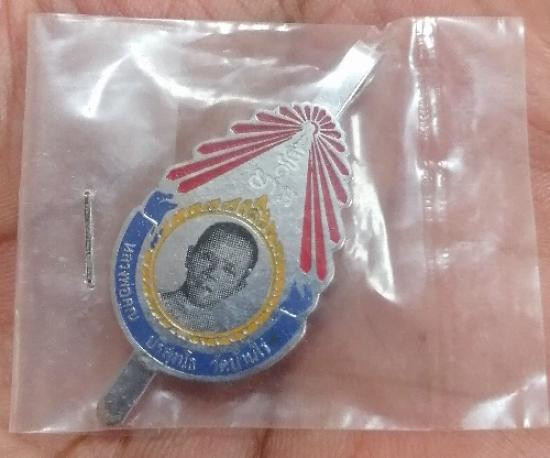 หลวงพ่อคูณ ปริสุทโธ วัดบ้านไร่